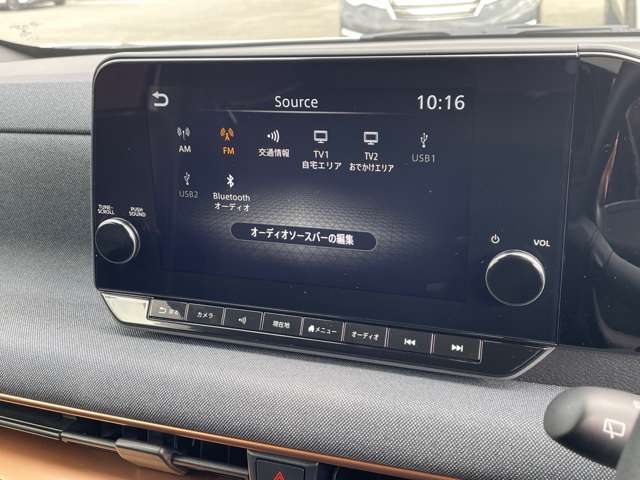 Source
10:16
AM
FM
交通情報
TV1
自宅エリア
TV2
おでかけエリア
USB1
USB2
Bluetooth
オーディオ
オーディオソースバーの編集
TUNE-
SCROLL
PUSH
SOUND
VOL
戻る
カメラ
現在地
メニュー
オーディオ